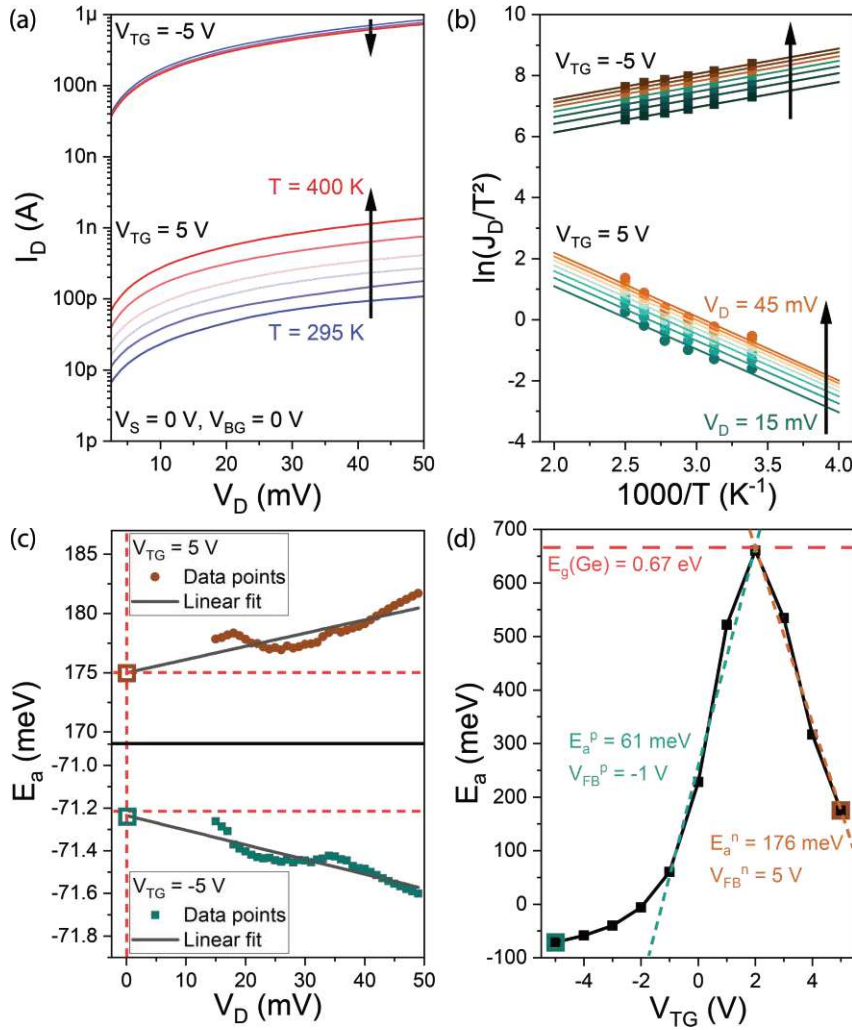 (a)
1µ
100n
10n
1n
100p
10p
1p
I_D (A)
V_TG = -5 V
T = 400 K
V_TG = 5 V
T = 295 K
V_S = 0 V, V_BG = 0 V
10 20 30 40 50
V_D (mV)
(b)
10
8
6
4
2
0
-2
-4
ln(J_D/T²)
V_TG = -5 V
V_TG = 5 V
V_D = 45 mV
V_D = 15 mV
2.0 2.5 3.0 3.5 4.0
1000/T (K⁻¹)
(c)
185
180
175
170
-71.0
-71.2
-71.4
-71.6
-71.8
E_a (meV)
V_TG = 5 V
Data points
Linear fit
V_TG = -5 V
Data points
Linear fit
0 10 20 30 40 50
V_D (mV)
(d)
700
600
500
400
300
200
100
0
-100
E_a (meV)
E_g(Ge) = 0.67 eV
E_a^p = 61 meV
V_FB^p = -1 V
E_a^n = 176 meV
V_FB^n = 5 V
-4 -2 0 2 4
V_TG (V)